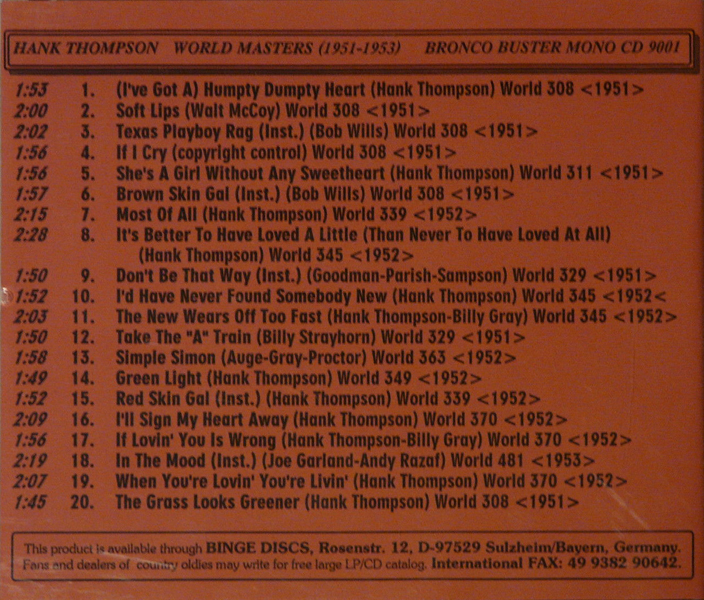 HANK THOMPSON WORLD MASTERS (1951-1953) BRONCO BUSTER MONO CD 9001
1:53 1. (I've Got A) Humpty Dumpty Heart (Hank Thompson) World 308 <1951>
2:00 2. Soft Lips (Walt McCoy) World 308 <1951>
2:02 3. Texas Playboy Rag (Inst.) (Bob Wills) World 308 <1951>
1:56 4. If I Cry (copyright control) World 308 <1951>
1:56 5. She's A Girl Without Any Sweetheart (Hank Thompson) World 311 <1951>
1:57 6. Brown Skin Gal (Inst.) (Bob Wills) World 308 <1951>
2:15 7. Most Of All (Hank Thompson) World 339 <1952>
2:28 8. It's Better To Have Loved A Little (Than Never To Have Loved At All)
(Hank Thompson) World 345 <1952>
1:50 9. Don't Be That Way (Inst.) (Goodman-Parish-Sampson) World 329 <1951>
1:52 10. I'd Have Never Found Somebody New (Hank Thompson) World 345 <1952<
2:03 11. The New Wears Off Too Fast (Hank Thompson-Billy Gray) World 345 <1952>
1:50 12. Take The "A" Train (Billy Strayhorn) World 329 <1951>
1:58 13. Simple Simon (Auge-Gray-Proctor) World 363 <1952>
1:49 14. Green Light (Hank Thompson) World 349 <1952>
1:52 15. Red Skin Gal (Inst.) (Hank Thompson) World 339 <1952>
2:09 16. I'll Sign My Heart Away (Hank Thompson) World 370 <1952>
1:56 17. If Lovin' You Is Wrong (Hank Thompson-Billy Gray) World 370 <1952>
2:19 18. In The Mood (Inst.) (Joe Garland-Andy Razaf) World 481 <1953>
2:07 19. When You're Lovin' You're Livin' (Hank Thompson) World 370 <1952>
1:45 20. The Grass Looks Greener (Hank Thompson) World 308 <1951>
This product is available through BINGE DISCS, Rosenstr. 12, D-97529 Sulzheim/Bayern, Germany.
Fans and dealers of country oldies may write for free large LP/CD catalog. International FAX: 49 9382 90642.